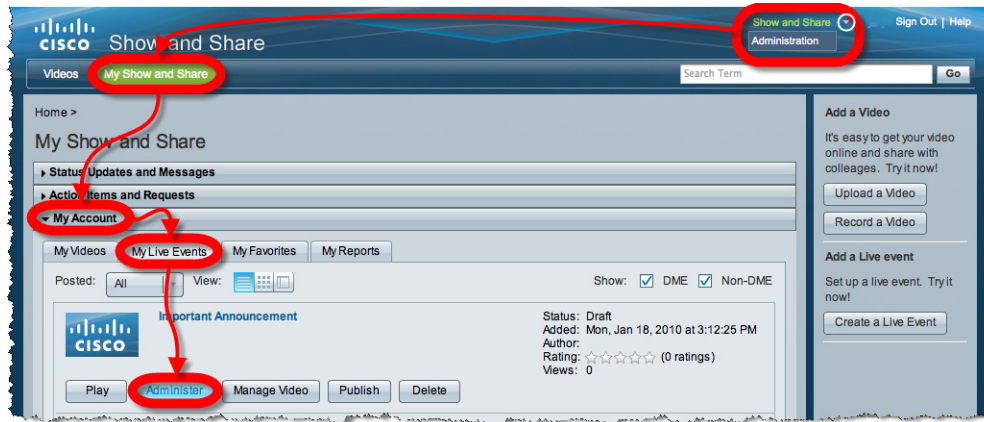 Show and Share
Sign Out | Help
Administration
CISCO Show and Share
Videos
My Show and Share
Search Term
Go
Home >
My Show and Share
Status Updates and Messages
Action Items and Requests
My Account
My Videos
My Live Events
My Favorites
My Reports
Posted: All
View:
Show: DME Non-DME
Important Announcement
CISCO
Status: Draft
Added: Mon, Jan 18, 2010 at 3:12:25 PM
Author:
Rating: (0 ratings)
Views: 0
Play
Administer
Manage Video
Publish
Delete
Add a Video
It's easy to get your video
online and share with
colleages. Try it now!
Upload a Video
Record a Video
Add a Live event
Set up a live event. Try it
now!
Create a Live Event